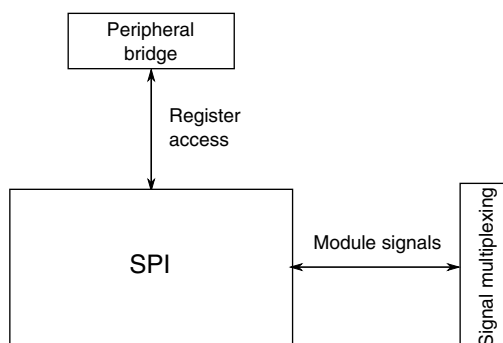 Peripheral
bridge
Register
access
SPI
Module signals
Signal multiplexing